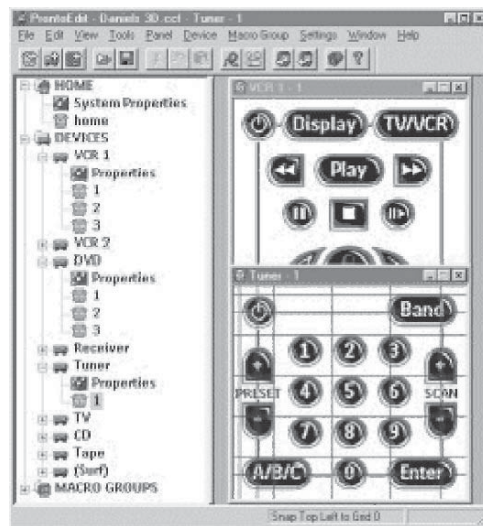 ProntoEdit - Daniels 3D.ccf - Tuner - 1
File Edit View Tools Panel Device Macro Group Settings Window Help
HOME
System Properties
home
DEVICES
VCR 1
Properties
1
2
3
VCR 2
DVD
Properties
1
2
3
Receiver
Tuner
Properties
1
TV
CD
Tape
(Surf)
MACRO GROUPS
VCR 1 - 1
Display TV/VCR
Play
Tuner - 1
Band
1 2 3
+ +
PRESET 4 5 6 SCAN
- -
7 8 9
A/B/C 0 Enter
Snap Top Left to Grid 0